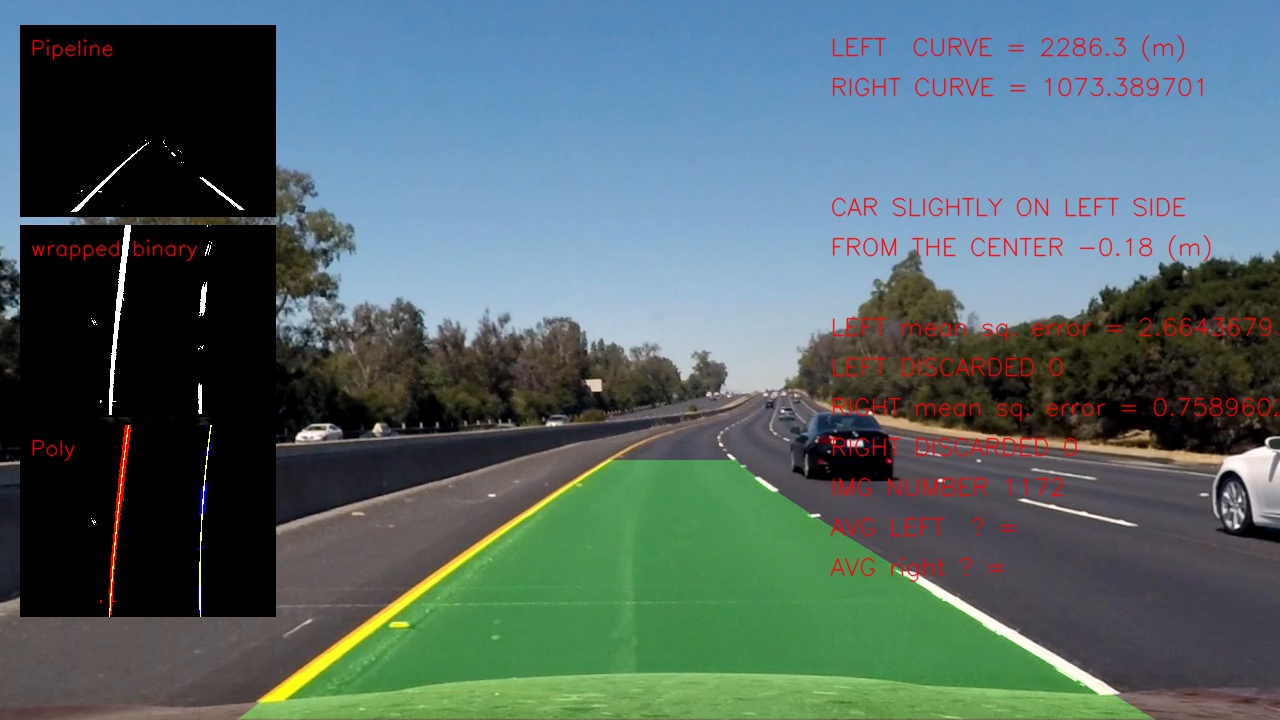 Pipeline
wrapped binary
Poly
LEFT CURVE = 2286.3 (m)
RIGHT CURVE = 1073.389701
CAR SLIGHTLY ON LEFT SIDE
FROM THE CENTER -0.18 (m)
LEFT mean sq. error = 2.6643679
LEFT DISCARDED 0
RIGHT mean sq. error = 0.758960
RIGHT DISCARDED 0
IMG NUMBER 1172
AVG LEFT ? =
AVG right ? =